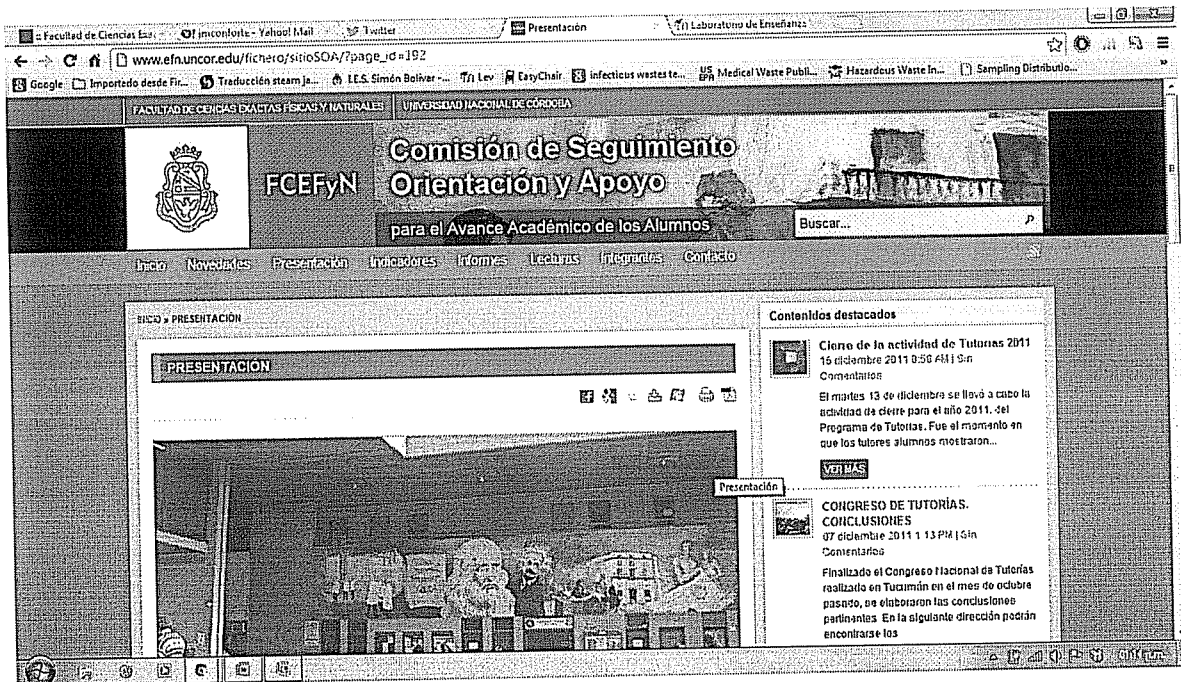 Facultad de Ciencias
jmconforte - Yahoo! Mail
Twitter
Presentación
Laboratorio de Enseñanza
www.efn.uncor.edu/fichero/sitioSOA/?page_id=192
Google
Importado desde Fir...
Traducción steam ja...
I.E.S. Simón Bolivar -...
Lev
EasyChair
infectious wastes te...
Medical Waste Publi...
Hazardous Waste In...
Sampling Distributio...
FACULTAD DE CIENCIAS EXACTAS FÍSICAS Y NATURALES
UNIVERSIDAD NACIONAL DE CÓRDOBA
FCEFyN
Comisión de Seguimiento
Orientación y Apoyo
para el Avance Académico de los Alumnos
Buscar...
Inicio Novedades Presentación Indicadores Informes Lecturas Integrantes Contacto
INICIO » PRESENTACIÓN
PRESENTACIÓN
Presentación
Contenidos destacados
Cierre de la actividad de Tutorías 2011
15 diciembre 2011 9:56 AM | Sin
Comentarios
El martes 13 de diciembre se llevó a cabo la
actividad de cierre para el año 2011, del
Programa de Tutorías. Fue el momento en
que los tutores alumnos mostraron...
VER MÁS
CONGRESO DE TUTORÍAS.
CONCLUSIONES
07 diciembre 2011 1:13 PM | Sin
Comentarios
Finalizado el Congreso Nacional de Tutorías
realizado en Tucumán en el mes de octubre
pasado, se elaboraron las conclusiones
pertinentes. En la siguiente dirección podrán
encontrarse los